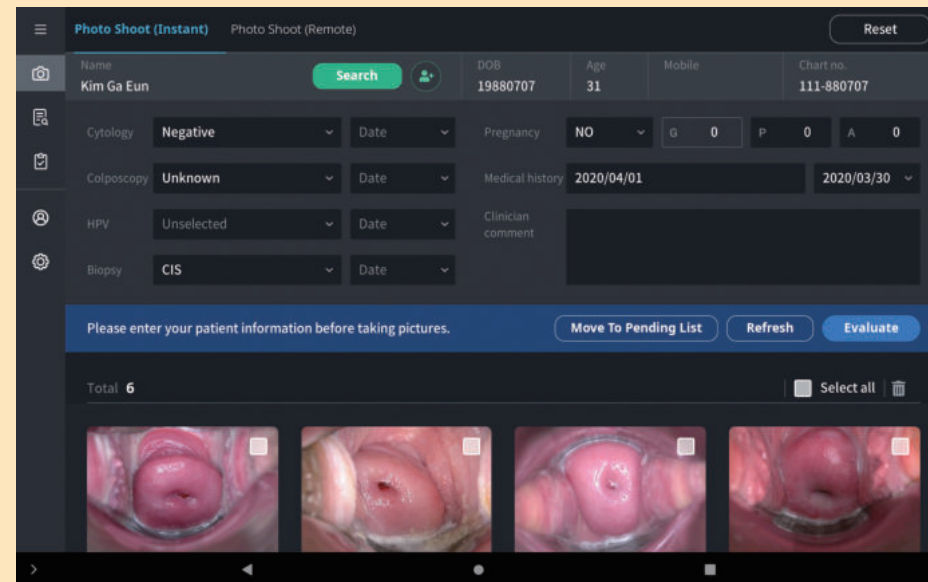 Photo Shoot (Instant) Photo Shoot (Remote) Reset
Name DOB Age Mobile Chart no.
Kim Ga Eun Search 19880707 31 111-880707
Cytology Negative Date Pregnancy NO G 0 P 0 A 0
Colposcopy Unknown Date Medical history 2020/04/01 2020/03/30
HPV Unselected Date Clinician
comment
Biopsy CIS Date
Please enter your patient information before taking pictures. Move To Pending List Refresh Evaluate
Total 6 Select all